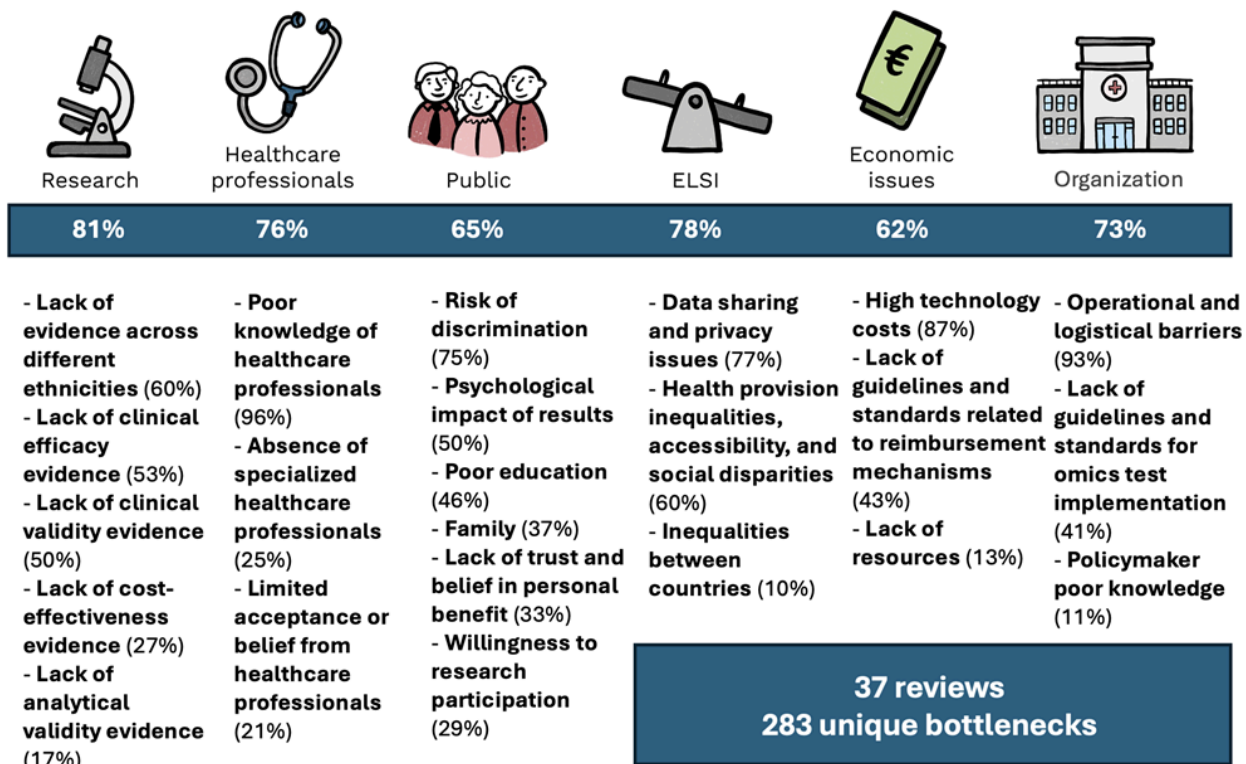 Research
Healthcare
professionals
Public
ELSI
Economic
issues
Organization
81%
76%
65%
78%
62%
73%
- Lack of
evidence across
different
ethnicities (60%)
- Lack of clinical
efficacy
evidence (53%)
- Lack of clinical
validity evidence
(50%)
- Lack of cost-
effectiveness
evidence (27%)
- Lack of
analytical
validity evidence
(17%)
- Poor
knowledge of
healthcare
professionals
(96%)
- Absence of
specialized
healthcare
professionals
(25%)
- Limited
acceptance or
belief from
healthcare
professionals
(21%)
- Risk of
discrimination
(75%)
- Psychological
impact of results
(50%)
- Poor education
(46%)
- Family (37%)
- Lack of trust and
belief in personal
benefit (33%)
- Willingness to
research
participation
(29%)
- Data sharing
and privacy
issues (77%)
- Health provision
inequalities,
accessibility, and
social disparities
(60%)
- Inequalities
between
countries (10%)
- High technology
costs (87%)
- Lack of
guidelines and
standards related
to reimbursement
mechanisms
(43%)
- Lack of
resources (13%)
- Operational and
logistical barriers
(93%)
- Lack of
guidelines and
standards for
omics test
implementation
(41%)
- Policymaker
poor knowledge
(11%)
37 reviews
283 unique bottlenecks